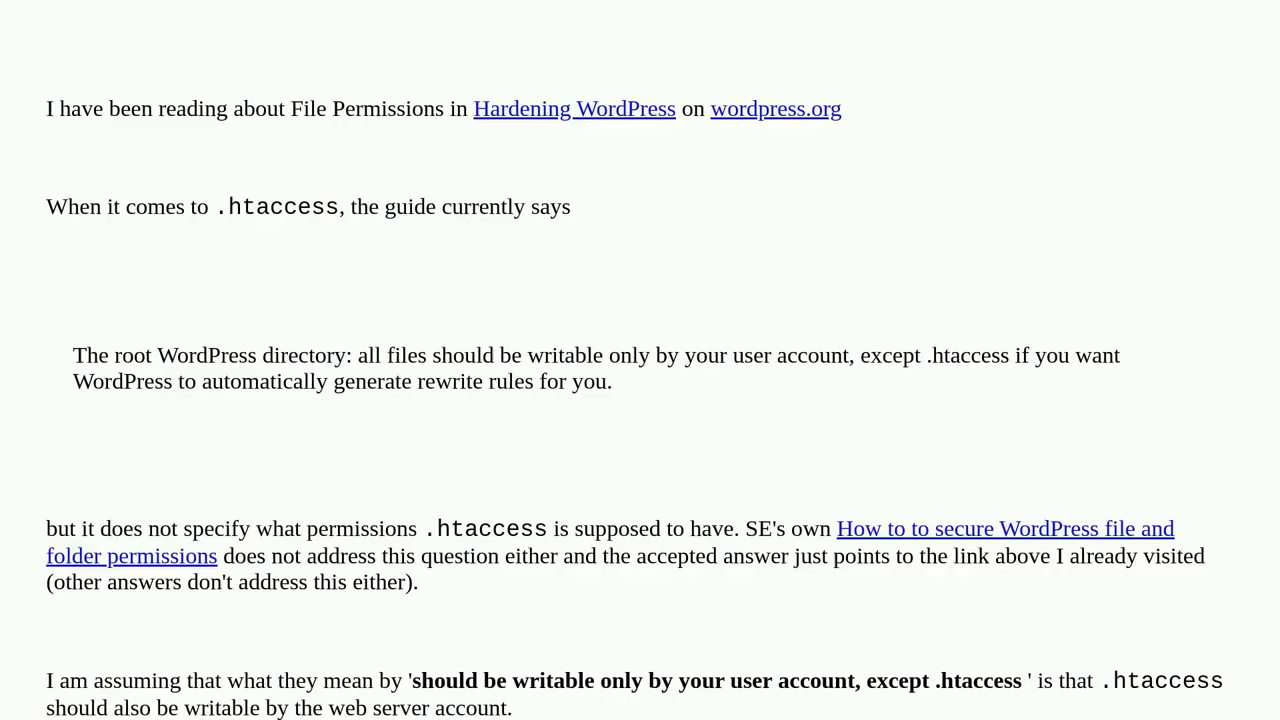 I have been reading about File Permissions in Hardening WordPress on wordpress.org
When it comes to .htaccess, the guide currently says
The root WordPress directory: all files should be writable only by your user account, except .htaccess if you want
WordPress to automatically generate rewrite rules for you.
but it does not specify what permissions .htaccess is supposed to have. SE's own How to to secure WordPress file and
folder permissions does not address this question either and the accepted answer just points to the link above I already visited
(other answers don't address this either).
I am assuming that what they mean by 'should be writable only by your user account, except .htaccess ' is that .htaccess
should also be writable by the web server account.